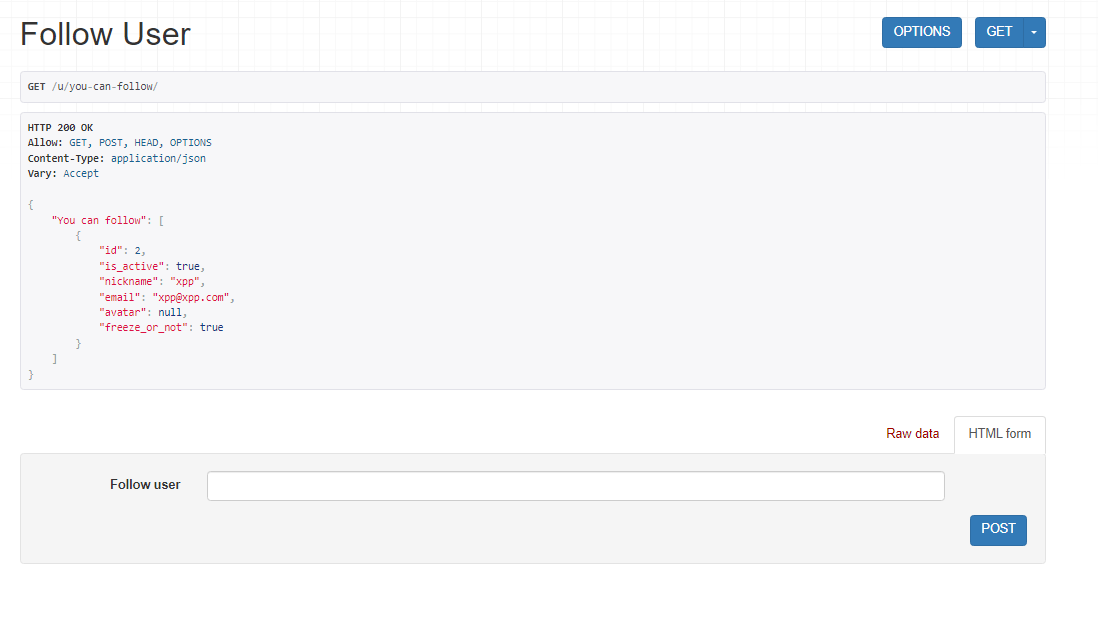 Follow User
OPTIONS
GET
GET /u/you-can-follow/
HTTP 200 OK
Allow: GET, POST, HEAD, OPTIONS
Content-Type: application/json
Vary: Accept
{
    "You can follow": [
        {
            "id": 2,
            "is_active": true,
            "nickname": "xpp",
            "email": "xpp@xpp.com",
            "avatar": null,
            "freeze_or_not": true
        }
    ]
}
Raw data
HTML form
Follow user
POST